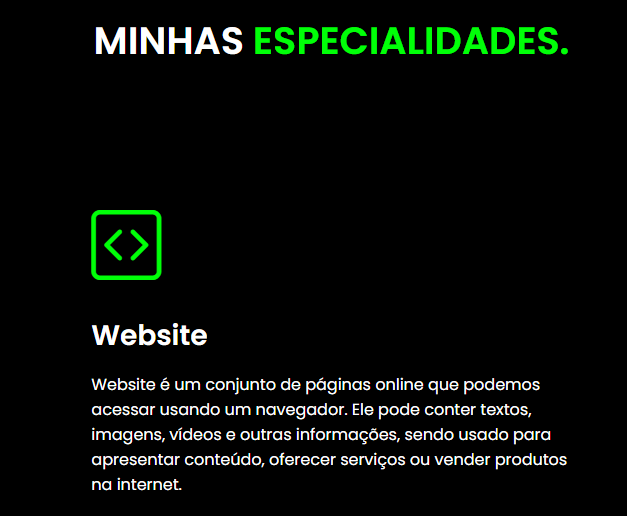 MINHAS ESPECIALIDADES.
Website
Website é um conjunto de páginas online que podemos
acessar usando um navegador. Ele pode conter textos,
imagens, vídeos e outras informações, sendo usado para
apresentar conteúdo, oferecer serviços ou vender produtos
na internet.